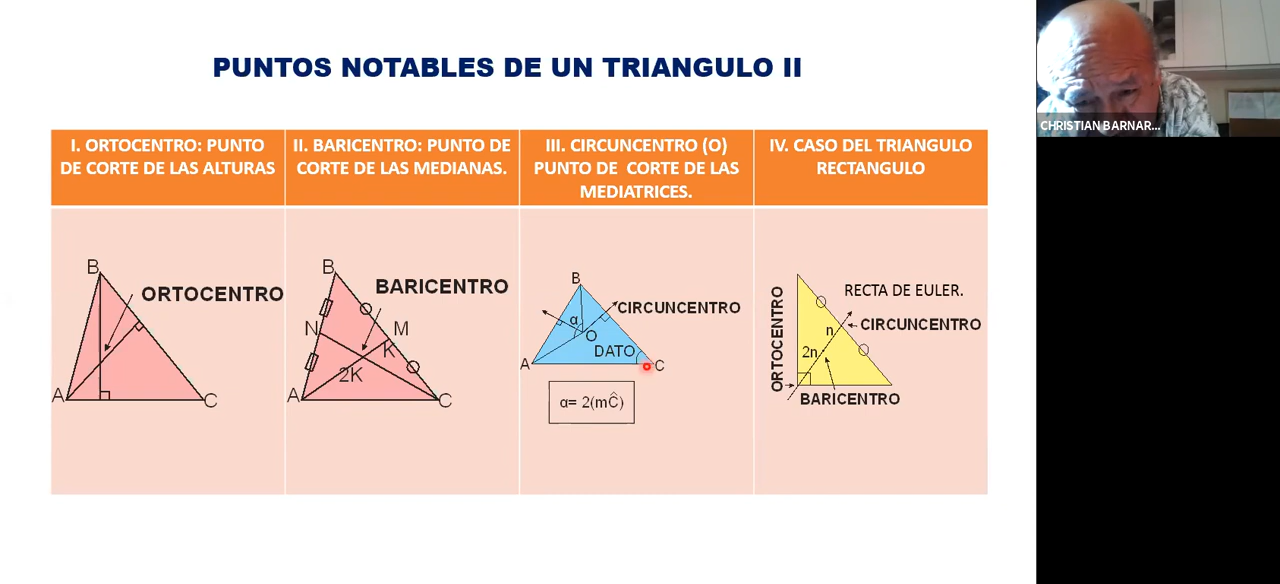 PUNTOS NOTABLES DE UN TRIANGULO II
CHRISTIAN BARNAR...
I. ORTOCENTRO: PUNTO
DE CORTE DE LAS ALTURAS
II. BARICENTRO: PUNTO DE
CORTE DE LAS MEDIANAS.
III. CIRCUNCENTRO (O)
PUNTO DE CORTE DE LAS
MEDIATRICES.
IV. CASO DEL TRIANGULO
RECTANGULO
B
ORTOCENTRO
A
C
B
BARICENTRO
N
M
K
2K
A
C
B
CIRCUNCENTRO
α
O
DATO
A
C
α= 2(mĈ)
RECTA DE EULER.
CIRCUNCENTRO
n
2n
ORTOCENTRO
BARICENTRO